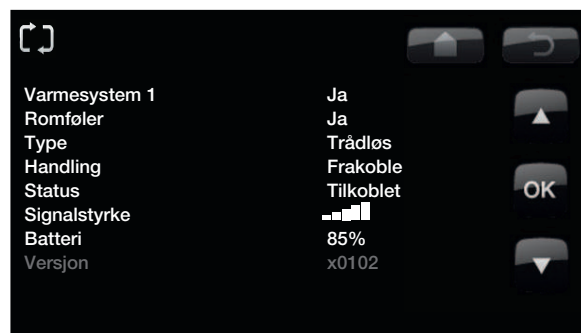 Varmesystem 1 Ja
Romføler Ja
Type Trådløs
Handling Frakoble
Status Tilkoblet
OK
Signalstyrke
Batteri 85%
Versjon x0102